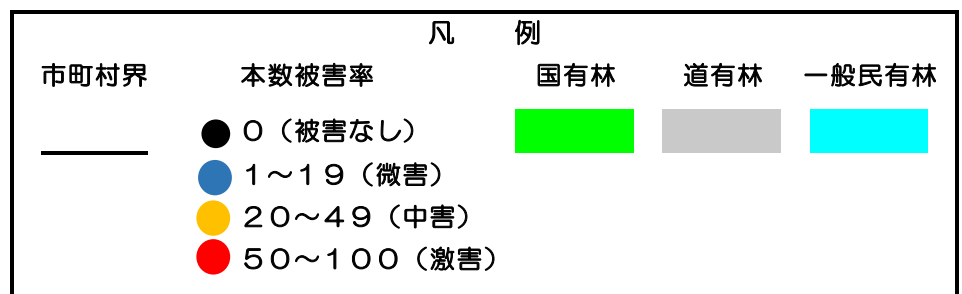 凡　例
市町村界　本数被害率　国有林　道有林　一般民有林
０（被害なし）
１～１９（微害）
２０～４９（中害）
５０～１００（激害）